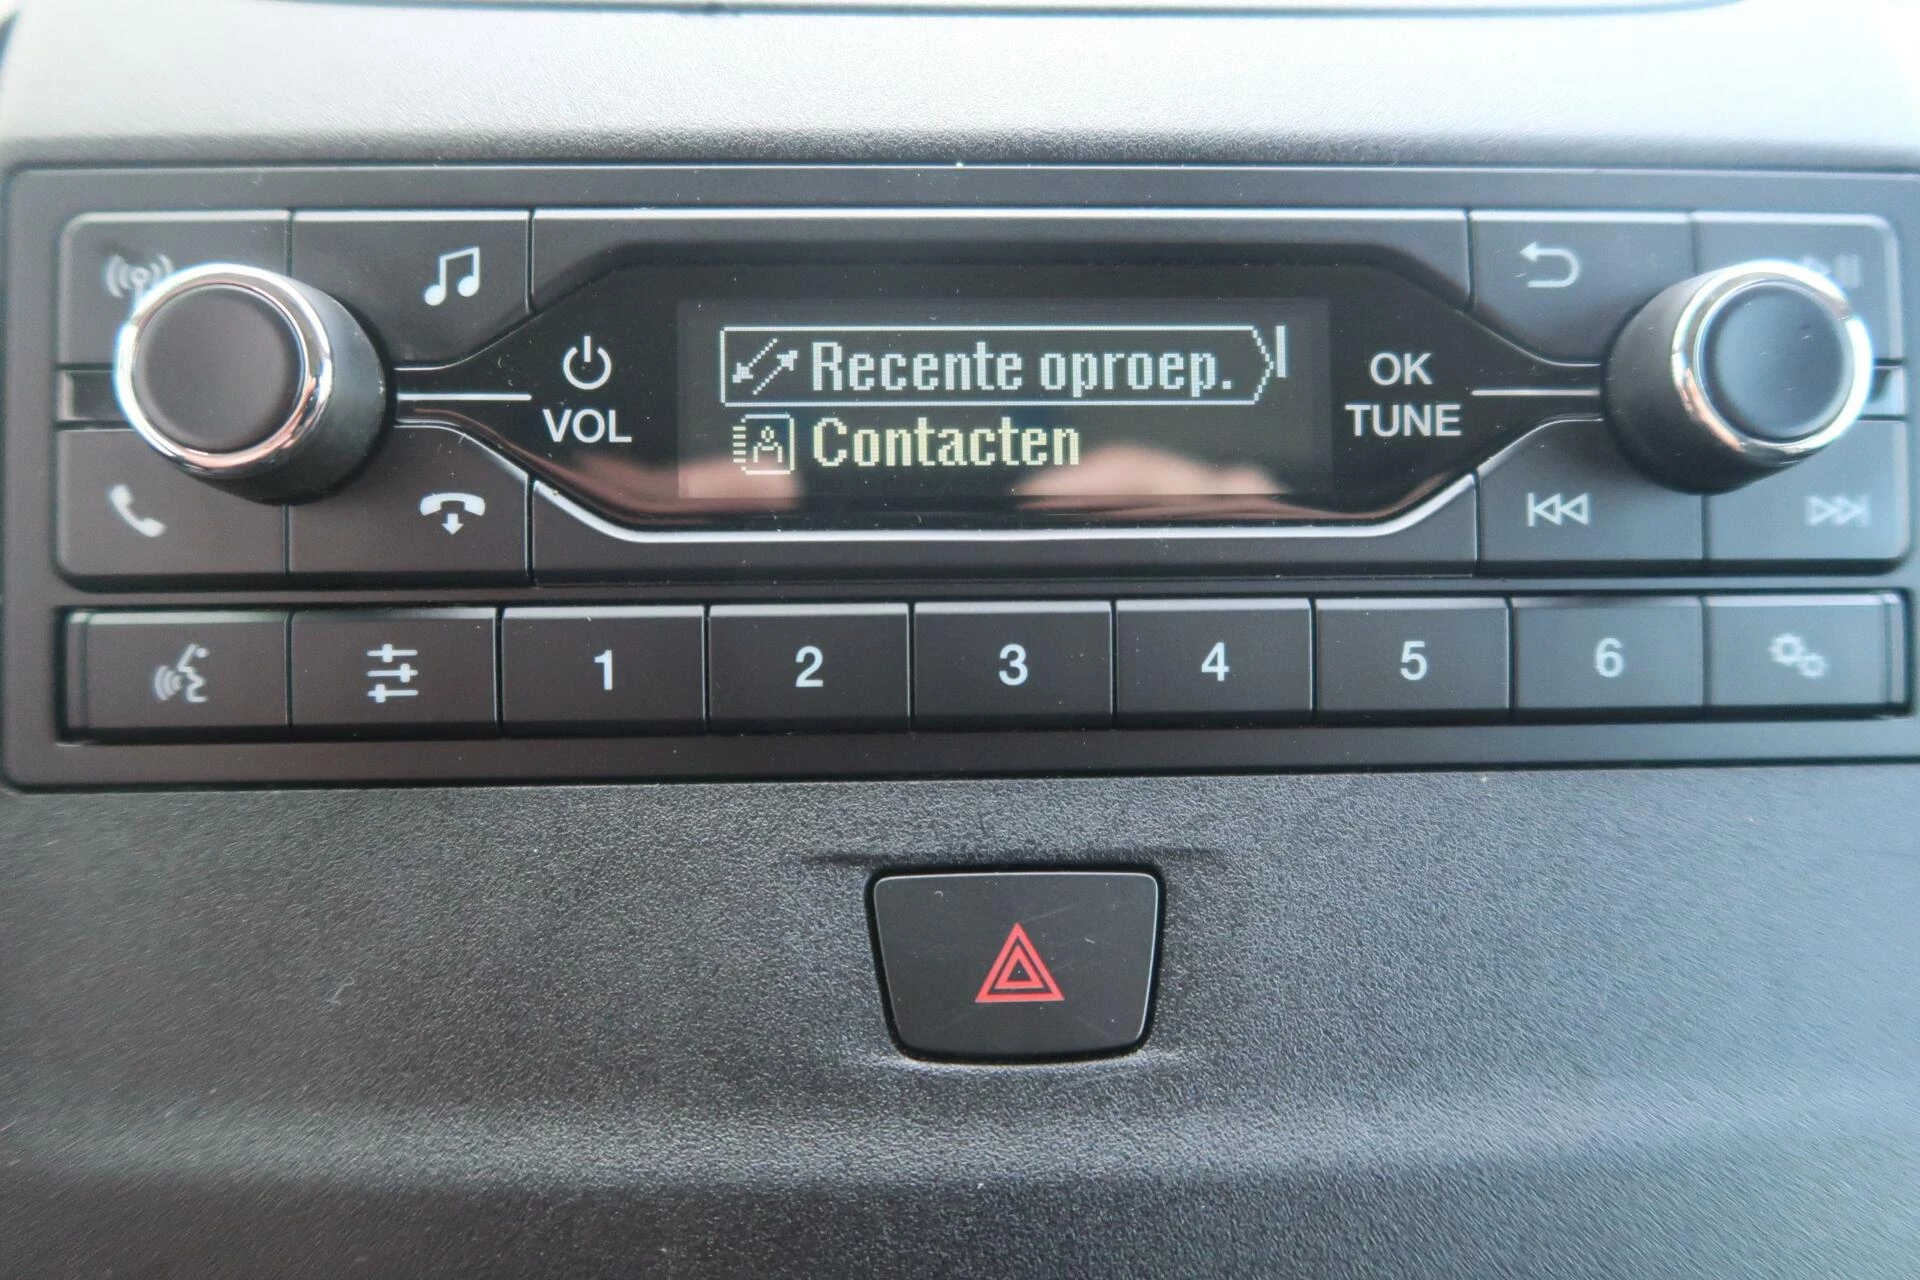 Recente oproep.
Contacten
VOL
OK
TUNE
1 2 3 4 5 6